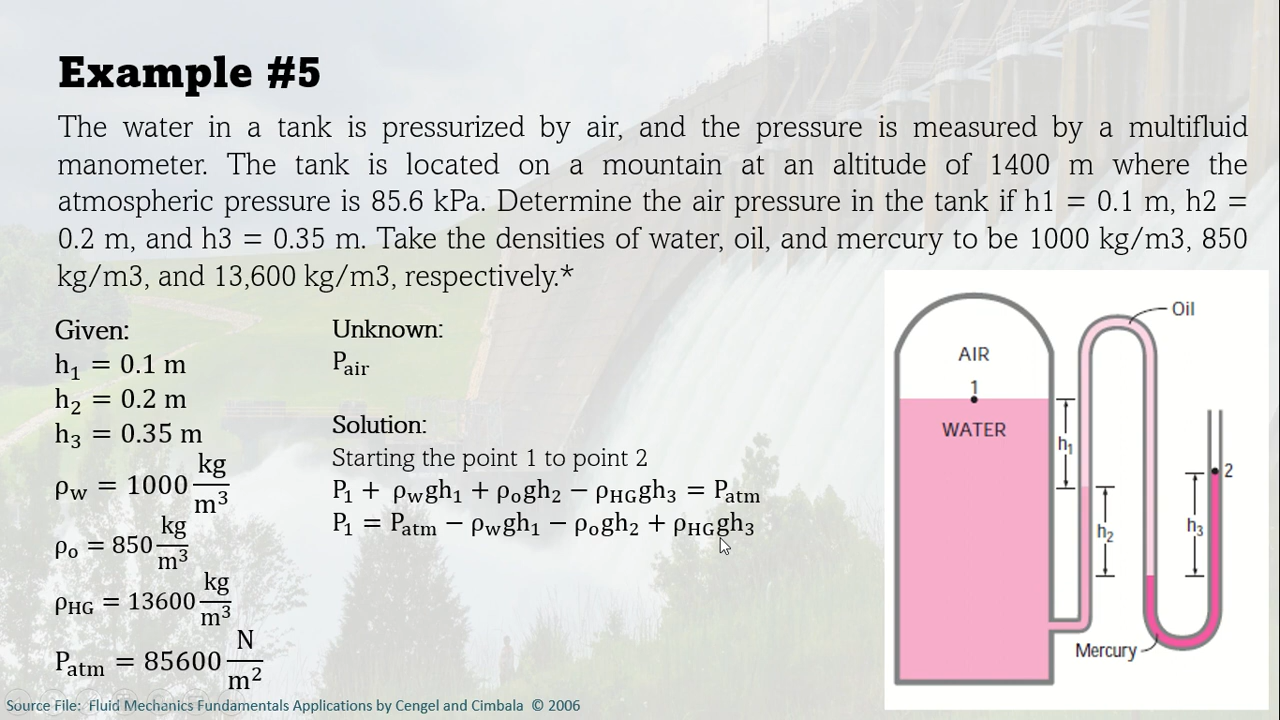 Example #5
The water in a tank is pressurized by air, and the pressure is measured by a multifluid
manometer. The tank is located on a mountain at an altitude of 1400 m where the
atmospheric pressure is 85.6 kPa. Determine the air pressure in the tank if h1 = 0.1 m, h2 =
0.2 m, and h3 = 0.35 m. Take the densities of water, oil, and mercury to be 1000 kg/m3, 850
kg/m3, and 13,600 kg/m3, respectively.*
Given:
h₁ = 0.1 m
h₂ = 0.2 m
h₃ = 0.35 m
ρw = 1000 kg/m³
ρo = 850 kg/m³
ρHG = 13600 kg/m³
Patm = 85600 N/m²
Unknown:
Pair
Solution:
Starting the point 1 to point 2
P₁ + ρwgh₁ + ρogh₂ − ρHGgh₃ = Patm
P₁ = Patm − ρwgh₁ − ρogh₂ + ρHGgh₃
Oil
AIR
1
WATER
h₁
2
h₂
h₃
Mercury
Source File: Fluid Mechanics Fundamentals Applications by Cengel and Cimbala © 2006